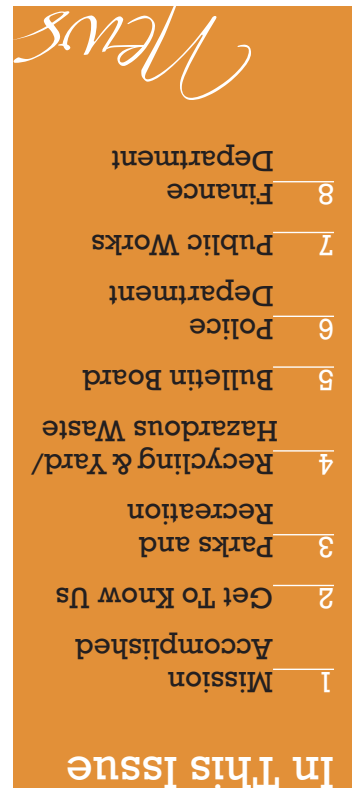 In This Issue
1 Mission
Accomplished
2 Get To Know Us
3 Parks and
Recreation
4 Recycling & Yard/
Hazardous Waste
5 Bulletin Board
6 Police
Department
7 Public Works
8 Finance
Department
News